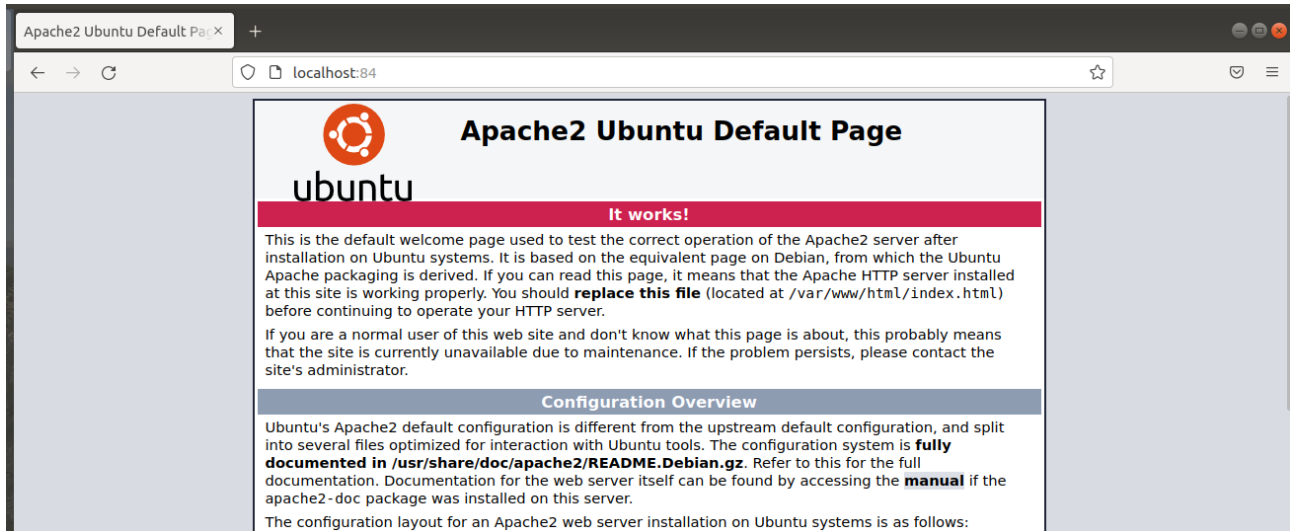 Apache2 Ubuntu Default Pag
localhost:84
ubuntu
Apache2 Ubuntu Default Page
It works!
This is the default welcome page used to test the correct operation of the Apache2 server after
installation on Ubuntu systems. It is based on the equivalent page on Debian, from which the Ubuntu
Apache packaging is derived. If you can read this page, it means that the Apache HTTP server installed
at this site is working properly. You should replace this file (located at /var/www/html/index.html)
before continuing to operate your HTTP server.
If you are a normal user of this web site and don't know what this page is about, this probably means
that the site is currently unavailable due to maintenance. If the problem persists, please contact the
site's administrator.
Configuration Overview
Ubuntu's Apache2 default configuration is different from the upstream default configuration, and split
into several files optimized for interaction with Ubuntu tools. The configuration system is fully
documented in /usr/share/doc/apache2/README.Debian.gz. Refer to this for the full
documentation. Documentation for the web server itself can be found by accessing the manual if the
apache2-doc package was installed on this server.
The configuration layout for an Apache2 web server installation on Ubuntu systems is as follows: